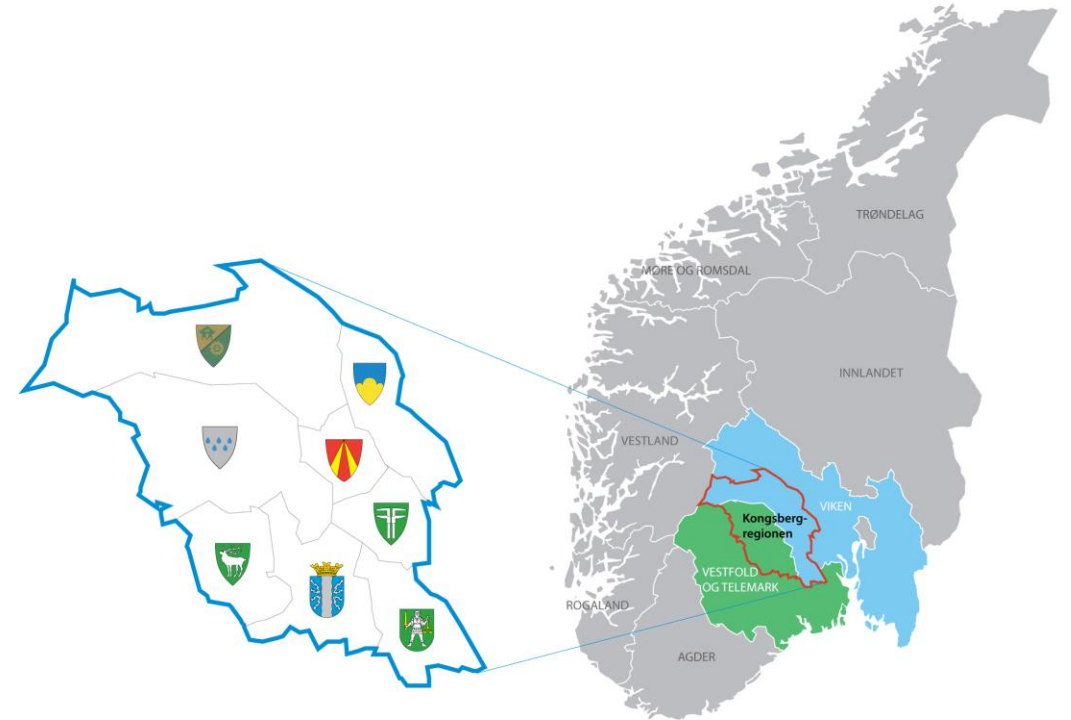 TRØNDELAG
MØRE OG ROMSDAL
INNLANDET
VESTLAND
VIKEN
Kongsberg-
regionen
VESTFOLD
OG TELEMARK
ROGALAND
AGDER